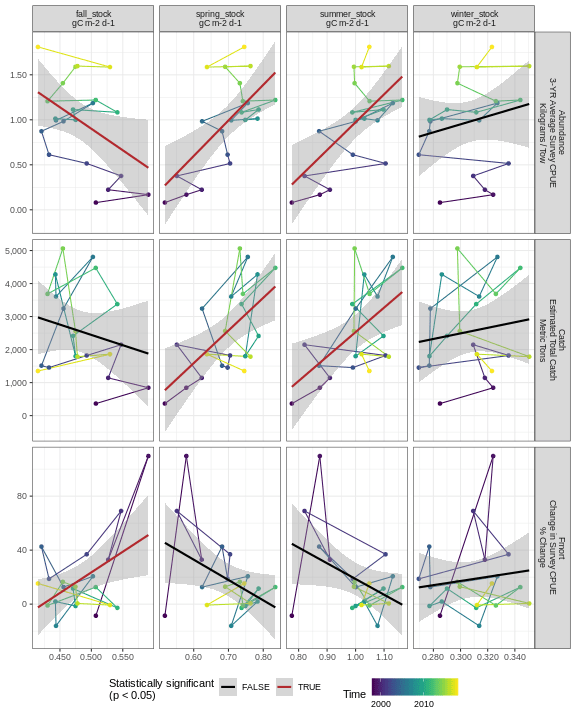 fall_stock
gC m-2 d-1
spring_stock
gC m-2 d-1
summer_stock
gC m-2 d-1
winter_stock
gC m-2 d-1
1.50
1.00
0.50
0.00
Abundance
3-YR Average Survey CPUE
Kilograms / Tow
5,000
4,000
3,000
2,000
1,000
0
Catch
Estimated Total Catch
Metric Tons
80
40
0
Fmort
Change in Survey CPUE
% Change
0.450 0.500 0.550
0.60 0.70 0.80
0.80 0.90 1.00 1.10
0.280 0.300 0.320 0.340
Statistically significant
(p < 0.05)
FALSE
TRUE
Time
2000 2010